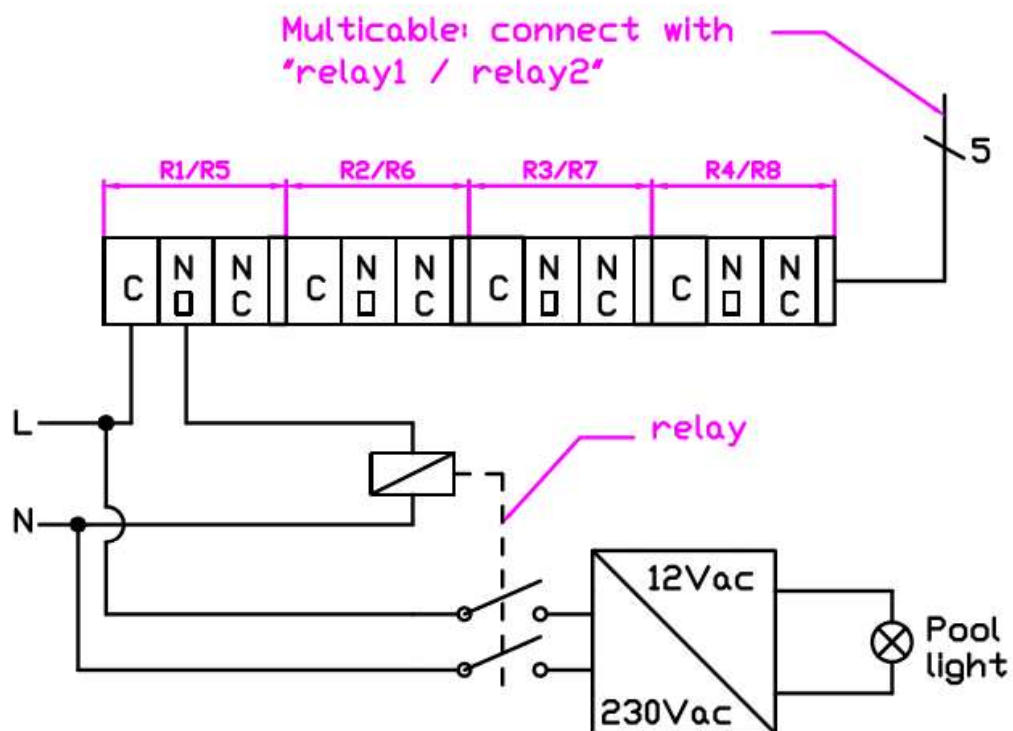 Multicable: connect with
"relay1 / relay2"
5
R1/R5 R2/R6 R3/R7 R4/R8
C NO NC C NO NC C NO NC C NO NC
L
relay
N
12Vac
Pool
light
230Vac